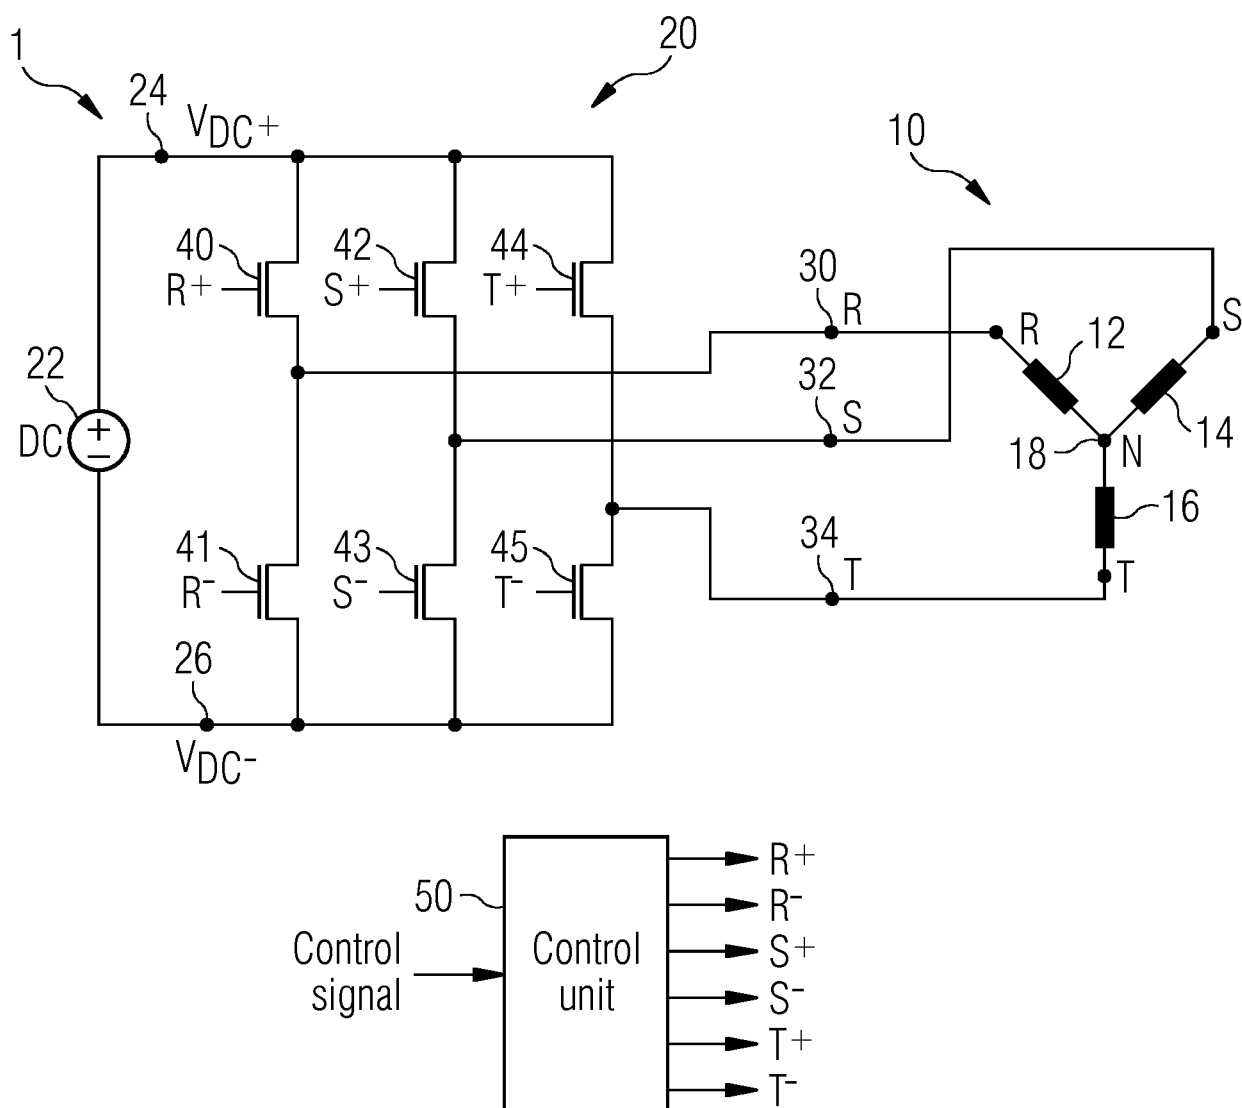 1
20
24
VDC+
10
40
42
44
R+
S+
T+
30
R
R
12
S
22
DC
+
−
32
S
18
N
14
16
41
43
45
R-
S-
T-
34
T
T
26
VDC-
50
Control
signal
Control
unit
R+
R-
S+
S-
T+
T-